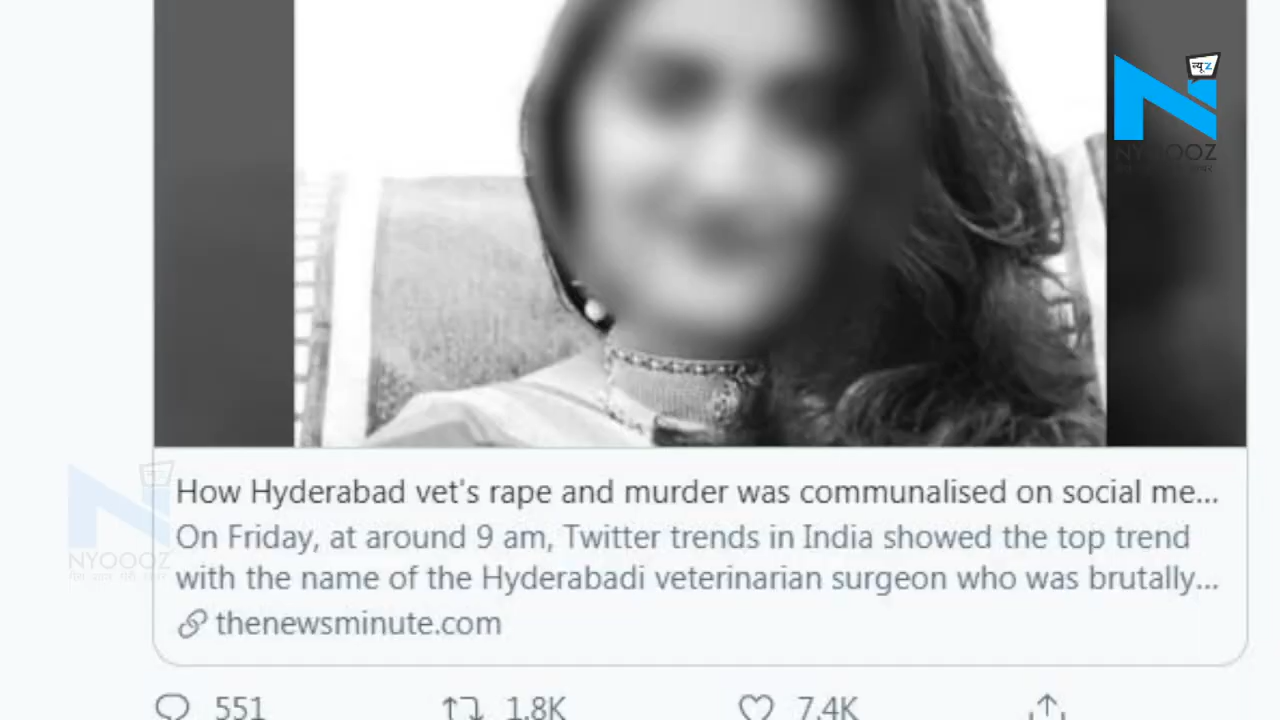 न्यूz
NYOOOZ
How Hyderabad vet's rape and murder was communalised on social me...
On Friday, at around 9 am, Twitter trends in India showed the top trend
with the name of the Hyderabadi veterinarian surgeon who was brutally...
thenewsminute.com
NYOOOZ
551 1.8K 7.4K